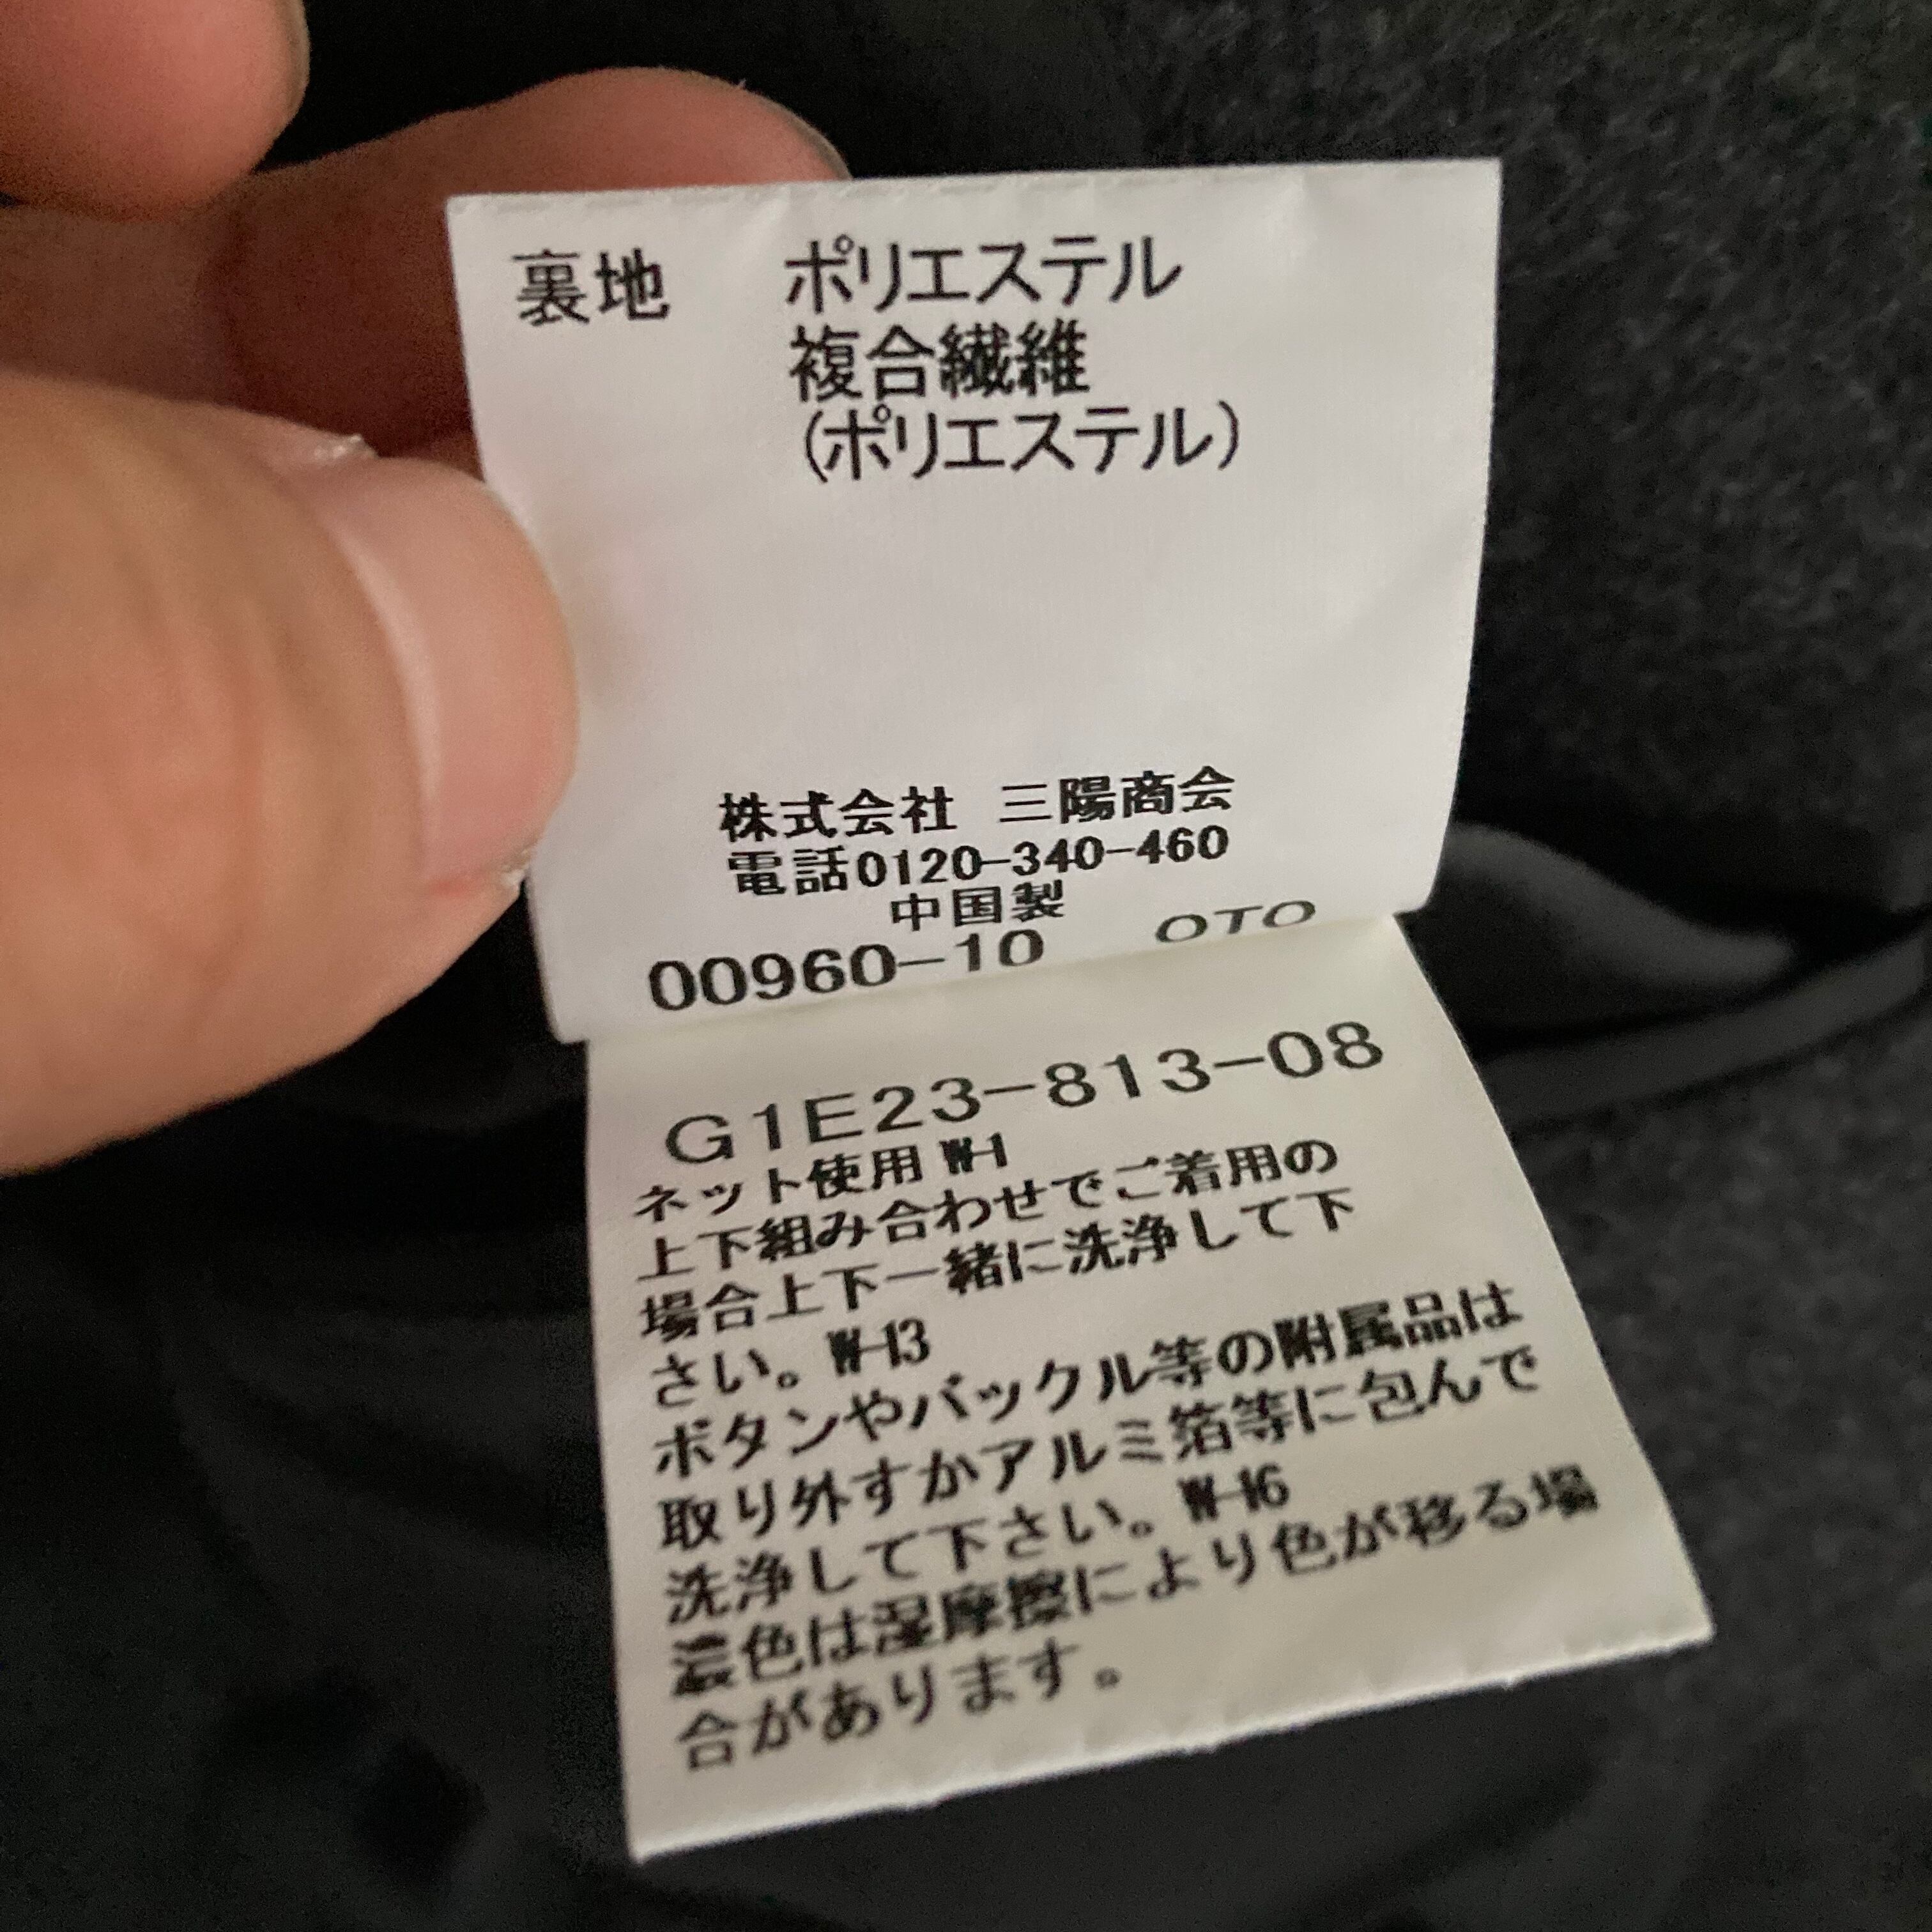 裏地 ポリエステル
複合繊維
(ポリエステル)
株式会社 三陽商会
電話0120-340-460
中国製
00960-10 OTO
G1E23-813-08
ネット使用 W-1
上下組み合わせでご着用の
場合上下一緒に洗浄して下
さい。W-13
ボタンやバックル等の附属品は
取り外すかアルミ箔等に包んで
洗浄して下さい。W-16
濃色は湿摩擦により色が移る場
合があります。